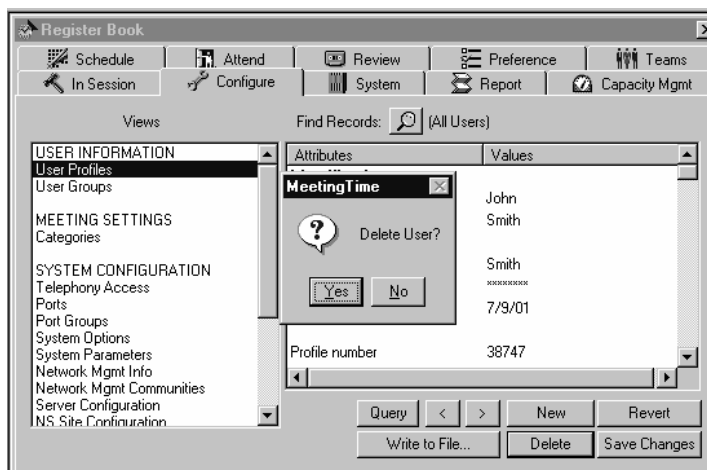 Register Book
Schedule Attend Review Preference Teams
In Session Configure System Report Capacity Mgmt
Views Find Records: (All Users)
USER INFORMATION
User Profiles
User Groups
MEETING SETTINGS
Categories
SYSTEM CONFIGURATION
Telephony Access
Ports
Port Groups
System Options
System Parameters
Network Mgmt Info
Network Mgmt Communities
Server Configuration
NS Site Configuration
Attributes Values
John
Smith
Smith
********
7/9/01
Profile number 38747
MeetingTime
Delete User?
Yes No
Query < > New Revert
Write to File... Delete Save Changes